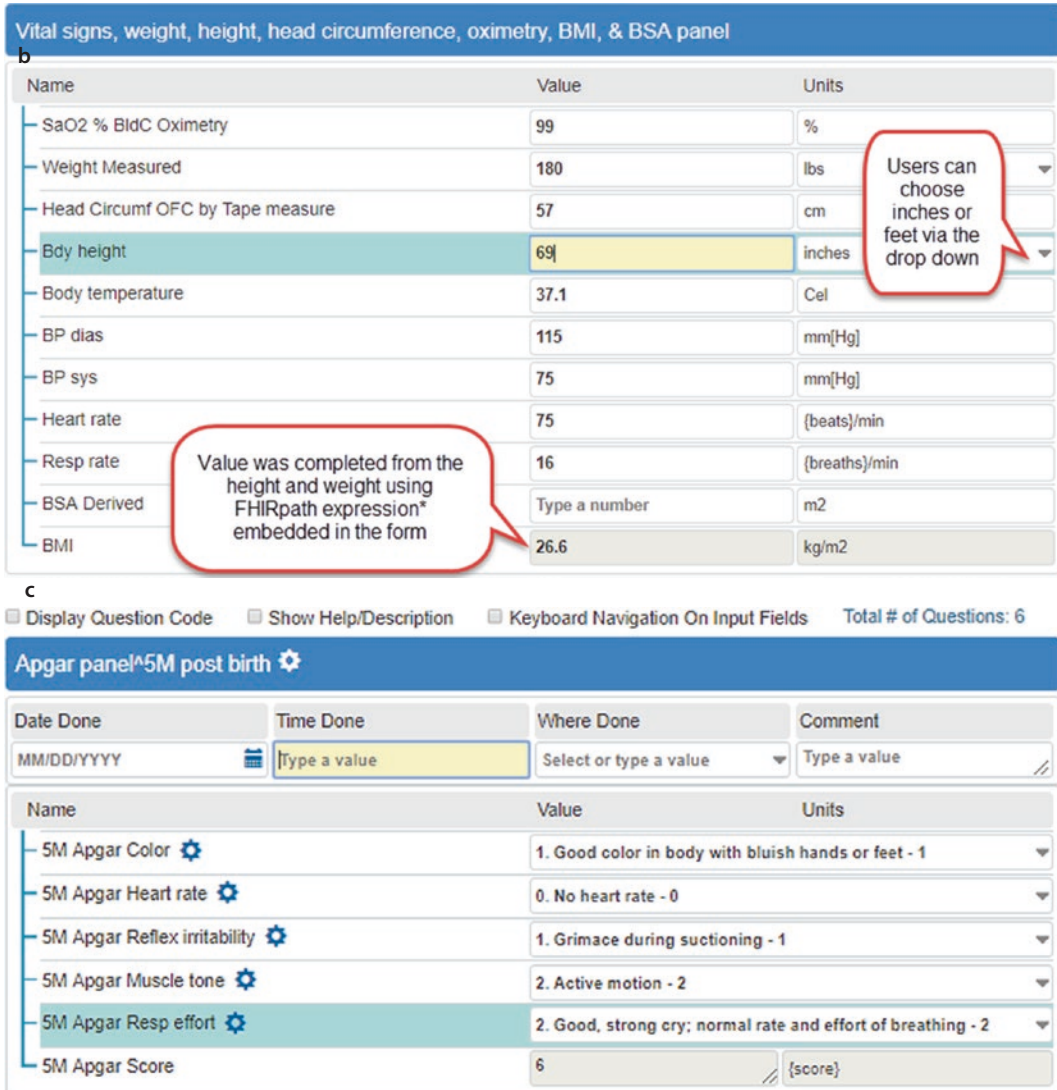 Vital signs, weight, height, head circumference, oximetry, BMI, & BSA panel
b
Name Value Units
SaO2 % BldC Oximetry 99 %
Weight Measured 180 lbs
Head Circumf OFC by Tape measure 57 cm
Bdy height 69 inches
Body temperature 37.1 Cel
BP dias 115 mm[Hg]
BP sys 75 mm[Hg]
Heart rate 75 {beats}/min
Resp rate 16 {breaths}/min
BSA Derived Type a number m2
BMI 26.6 kg/m2
Users can
choose
inches or
feet via the
drop down
Value was completed from the
height and weight using
FHIRpath expression*
embedded in the form
c
Display Question Code Show Help/Description Keyboard Navigation On Input Fields Total # of Questions: 6
Apgar panel^5M post birth
Date Done Time Done Where Done Comment
MM/DD/YYYY Type a value Select or type a value Type a value
Name Value Units
5M Apgar Color 1. Good color in body with bluish hands or feet - 1
5M Apgar Heart rate 0. No heart rate - 0
5M Apgar Reflex irritability 1. Grimace during suctioning - 1
5M Apgar Muscle tone 2. Active motion - 2
5M Apgar Resp effort 2. Good, strong cry; normal rate and effort of breathing - 2
5M Apgar Score 6 {score}